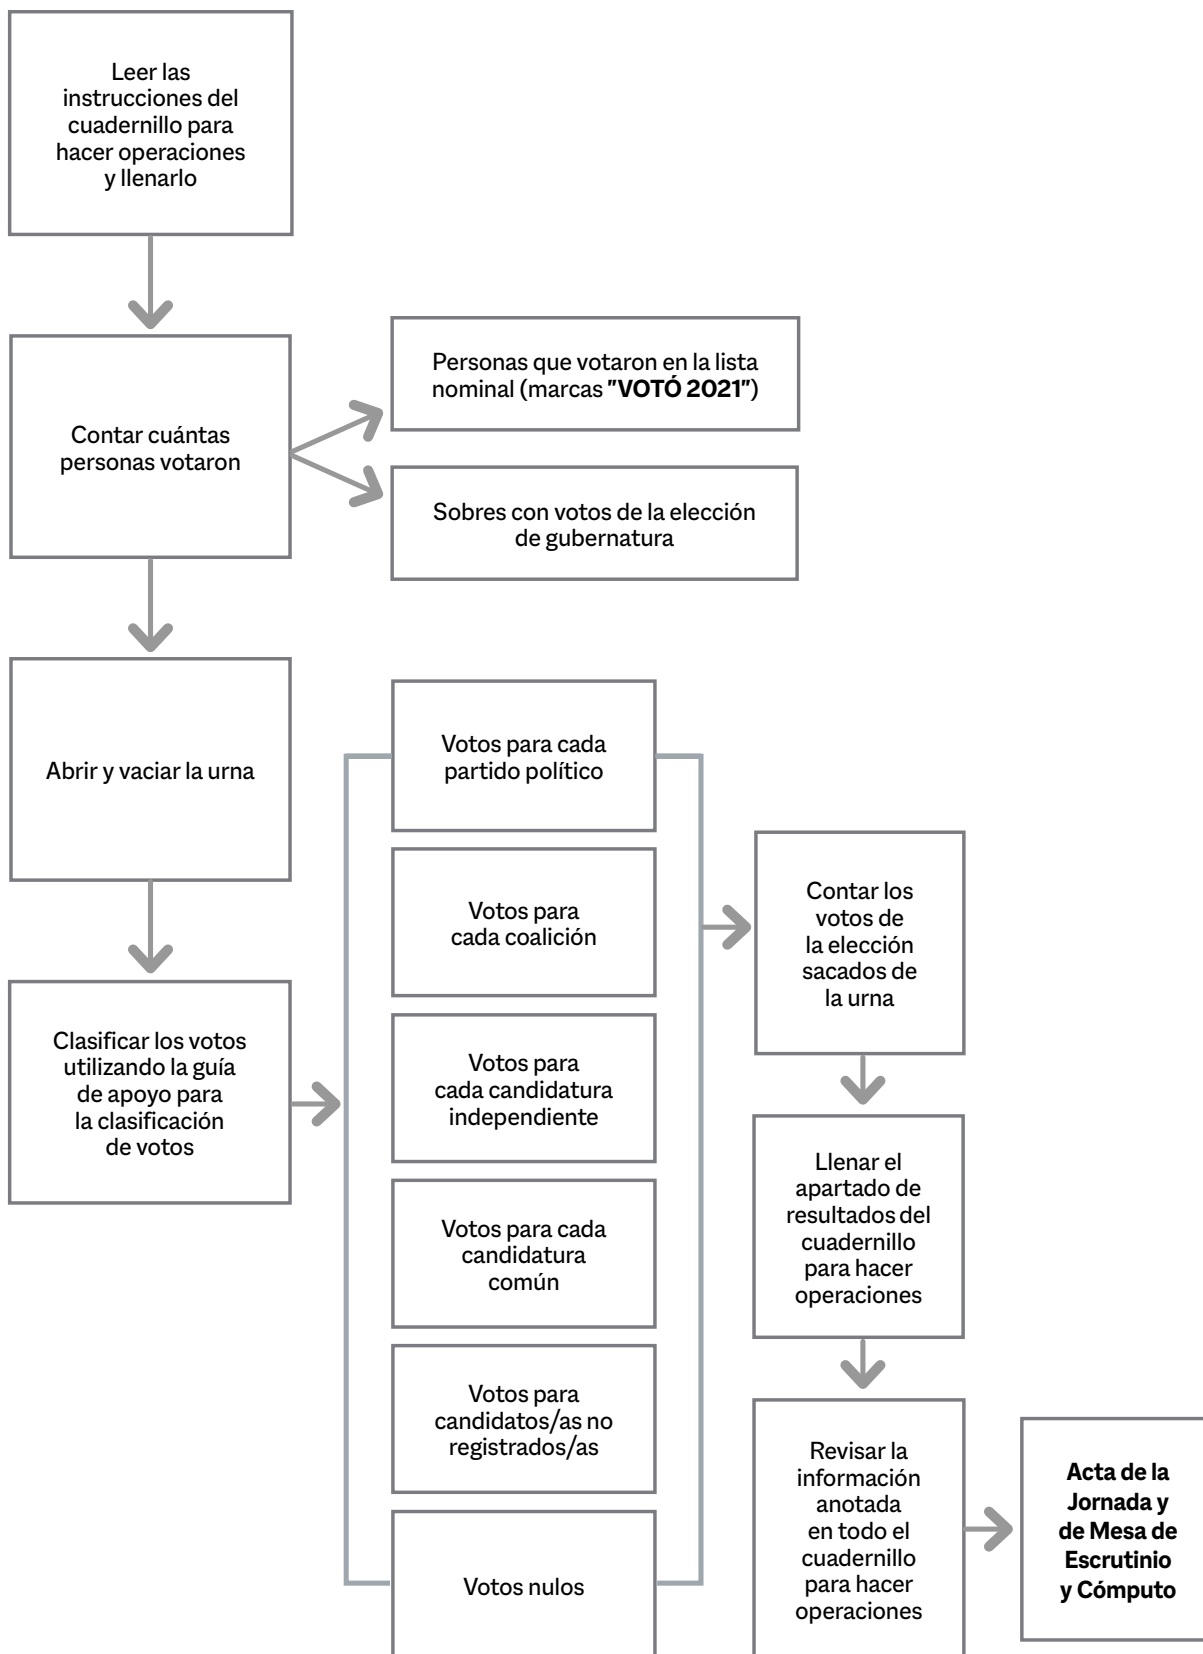 Leer las
instrucciones del
cuadernillo para
hacer operaciones
y llenarlo
Contar cuántas
personas votaron
Personas que votaron en la lista
nominal (marcas "VOTÓ 2021")
Sobres con votos de la elección
de gubernatura
Abrir y vaciar la urna
Clasificar los votos
utilizando la guía
de apoyo para
la clasificación
de votos
Votos para cada
partido político
Votos para
cada coalición
Votos para
cada candidatura
independiente
Votos para cada
candidatura
común
Votos para
candidatos/as no
registrados/as
Votos nulos
Contar los
votos de
la elección
sacados de
la urna
Llenar el
apartado de
resultados del
cuadernillo
para hacer
operaciones
Revisar la
información
anotada
en todo el
cuadernillo
para hacer
operaciones
Acta de la
Jornada y
de Mesa de
Escrutinio
y Cómputo